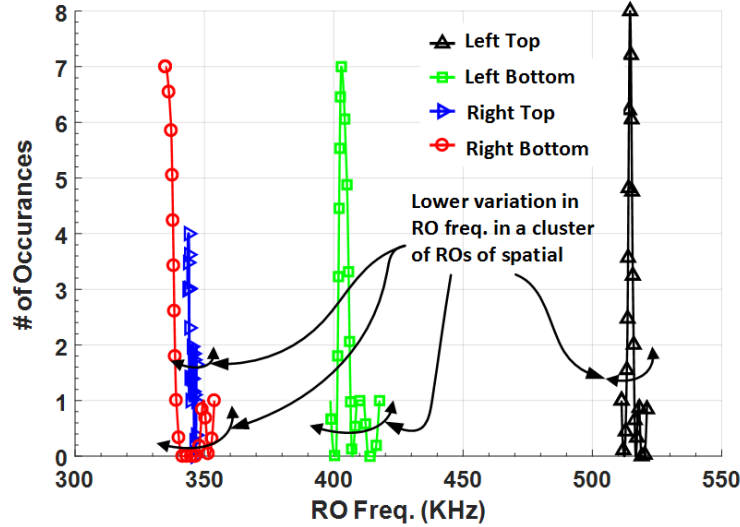 8
7
6
5
4
3
2
1
0
# of Occurances
Left Top
Left Bottom
Right Top
Right Bottom
Lower variation in
RO freq. in a cluster
of ROs of spatial
300
350
400
450
500
550
RO Freq. (KHz)